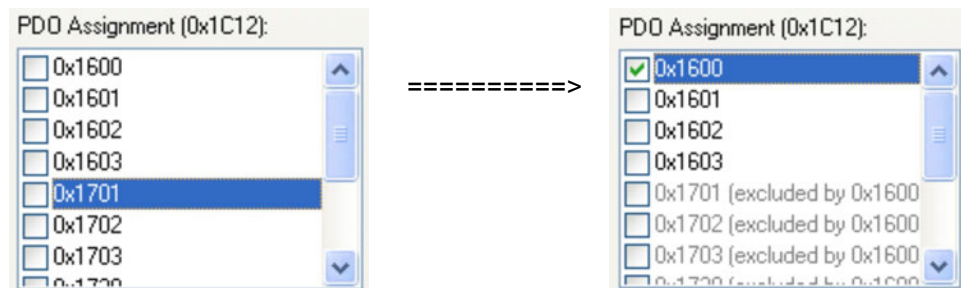 PDO Assignment (0x1C12):
0x1600
0x1601
0x1602
0x1603
0x1701
0x1702
0x1703
==========>
PDO Assignment (0x1C12):
0x1600
0x1601
0x1602
0x1603
0x1701 (excluded by 0x1600
0x1702 (excluded by 0x1600
0x1703 (excluded by 0x1600